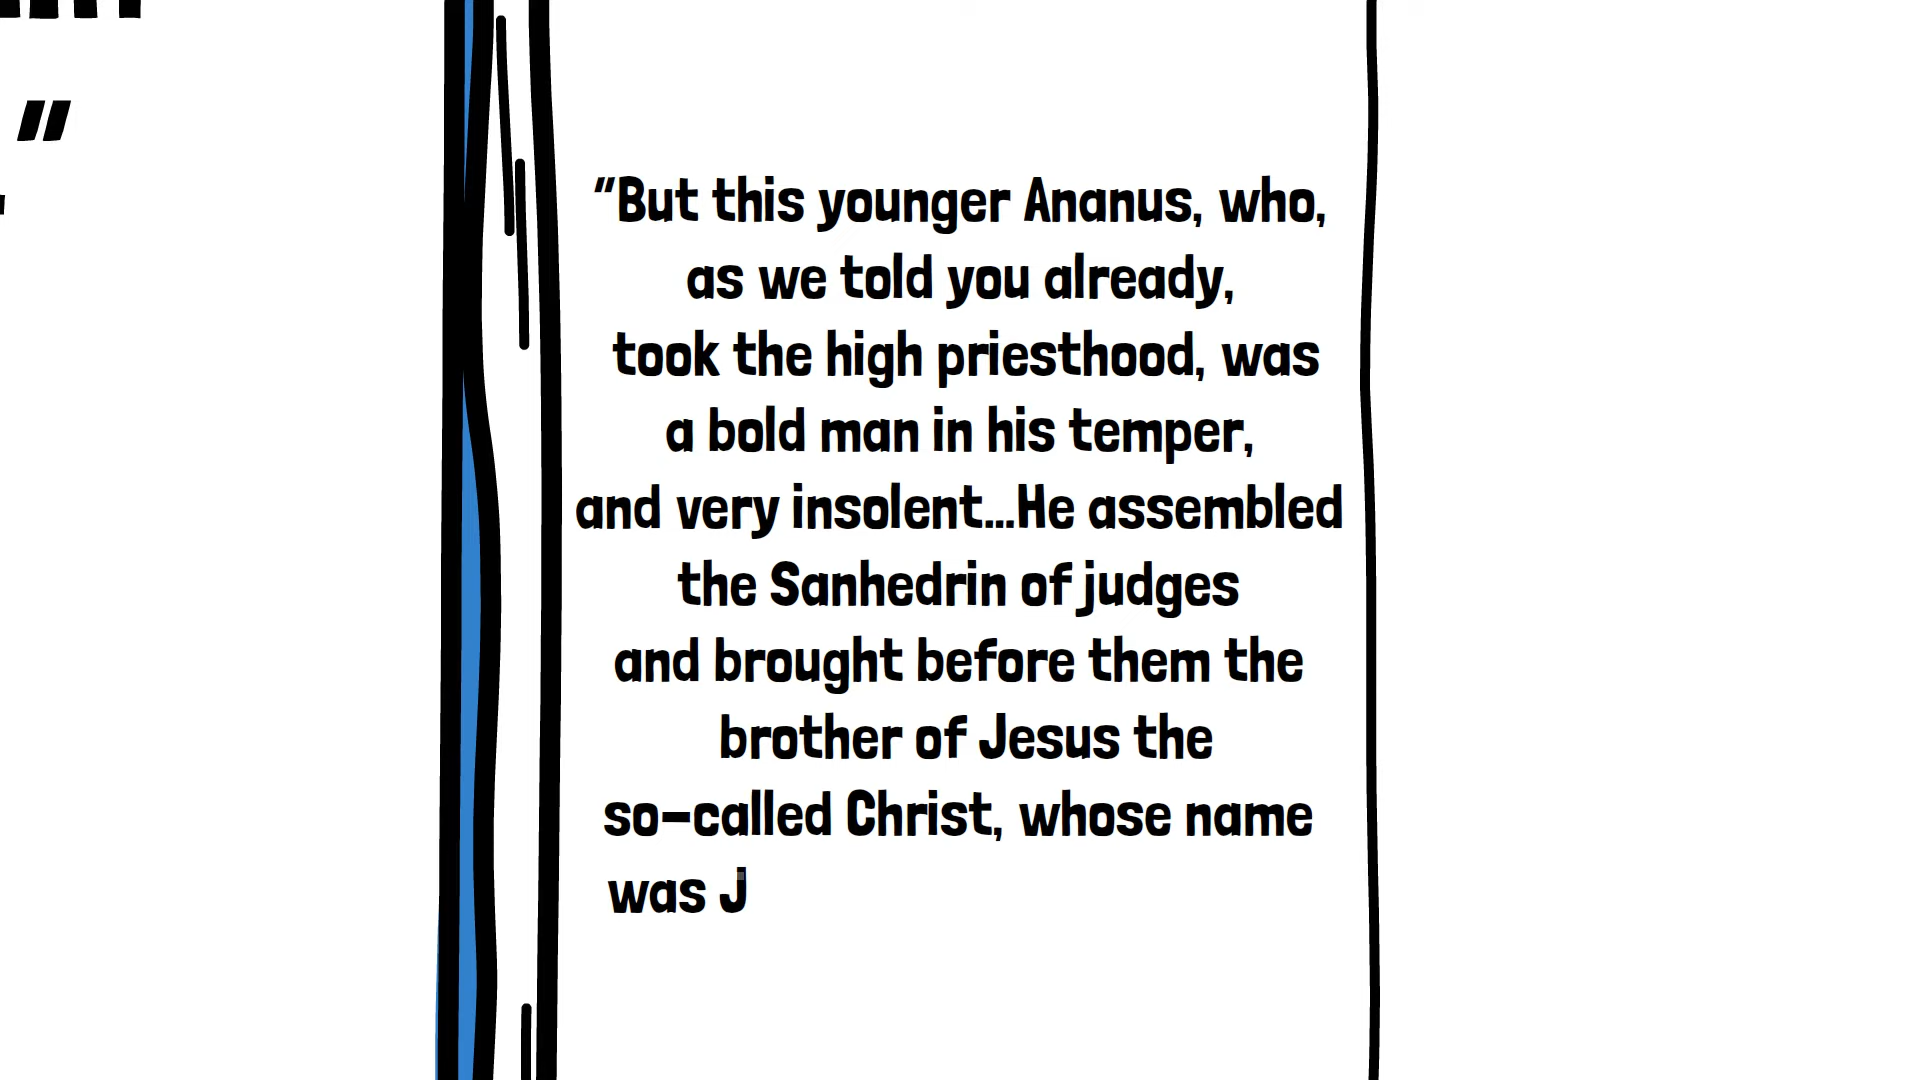 “But this younger Ananus, who,
as we told you already,
took the high priesthood, was
a bold man in his temper,
and very insolent...He assembled
the Sanhedrin of judges
and brought before them the
brother of Jesus the
so-called Christ, whose name
was J